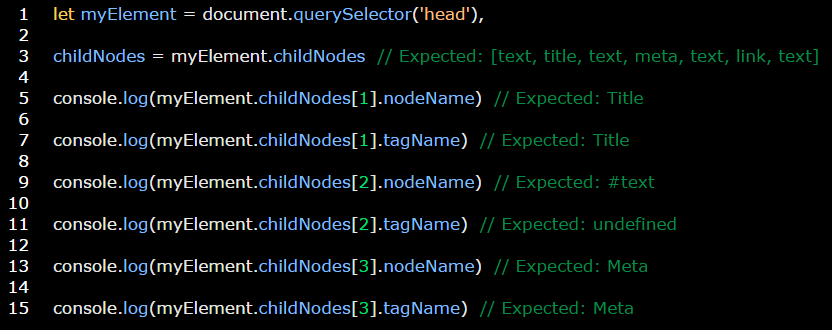 1 let myElement = document.querySelector('head'),
2
3 childNodes = myElement.childNodes // Expected: [text, title, text, meta, text, link, text]
4
5 console.log(myElement.childNodes[1].nodeName) // Expected: Title
6
7 console.log(myElement.childNodes[1].tagName) // Expected: Title
8
9 console.log(myElement.childNodes[2].nodeName) // Expected: #text
10
11 console.log(myElement.childNodes[2].tagName) // Expected: undefined
12
13 console.log(myElement.childNodes[3].nodeName) // Expected: Meta
14
15 console.log(myElement.childNodes[3].tagName) // Expected: Meta